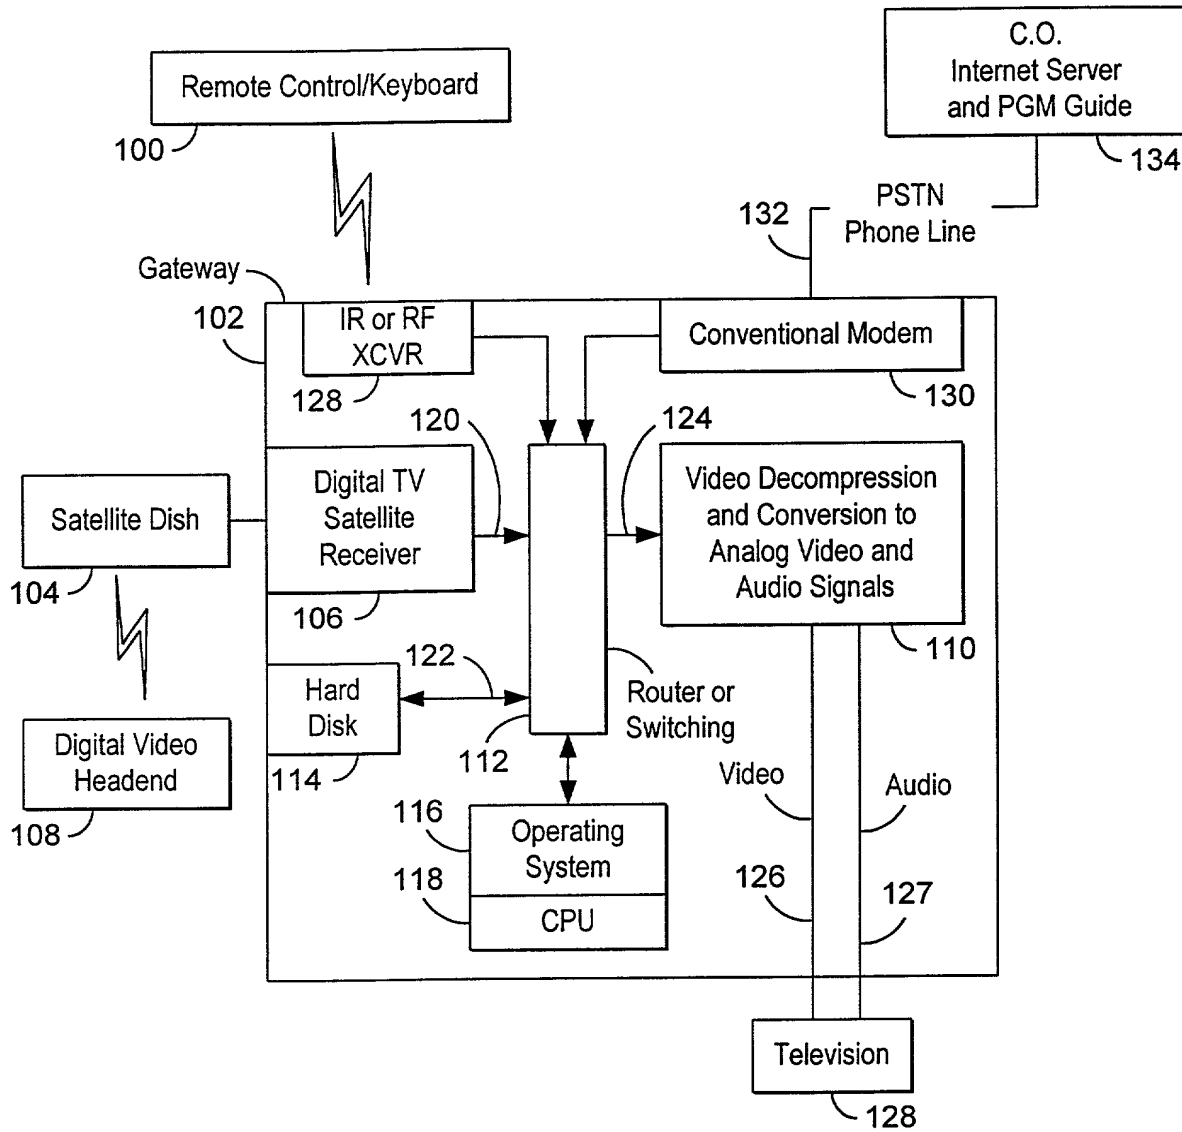 C.O.
Internet Server
and PGM Guide
134
Remote Control/Keyboard
100
PSTN
Phone Line
132
Gateway
102
IR or RF
XCVR
128
Conventional Modem
130
120
124
Digital TV
Satellite
Receiver
106
Video Decompression
and Conversion to
Analog Video and
Audio Signals
110
Satellite Dish
104
122
Hard
Disk
114
112
Router or
Switching
Digital Video
Headend
108
Video
Audio
116
Operating
System
118
CPU
126
127
Television
128